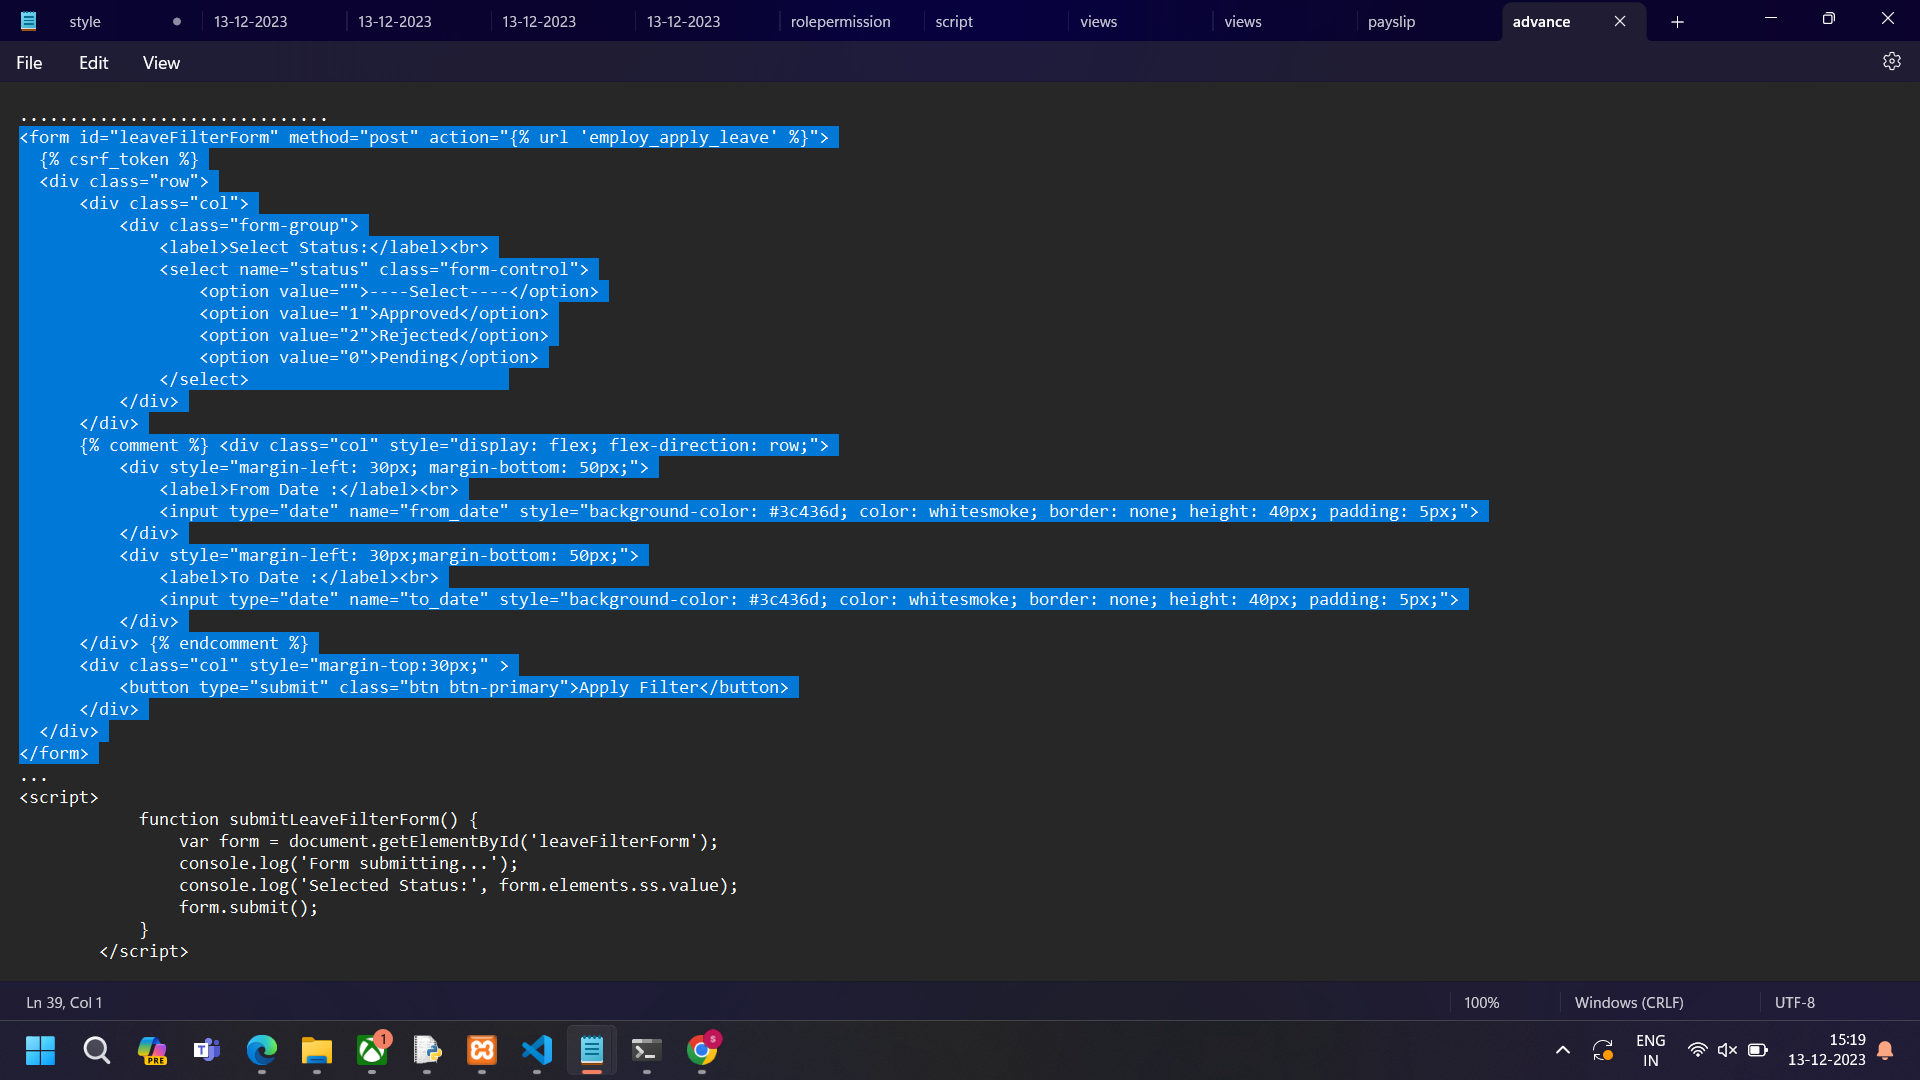 style
13-12-2023
13-12-2023
13-12-2023
13-12-2023
rolepermission
script
views
views
payslip
advance
File
Edit
View
...............................
<form id="leaveFilterForm" method="post" action="{% url 'employ_apply_leave' %}">
{% csrf_token %}
<div class="row">
<div class="col">
<div class="form-group">
<label>Select Status:</label><br>
<select name="status" class="form-control">
<option value="">----Select----</option>
<option value="1">Approved</option>
<option value="2">Rejected</option>
<option value="0">Pending</option>
</select>
</div>
</div>
{% comment %} <div class="col" style="display: flex; flex-direction: row;">
<div style="margin-left: 30px; margin-bottom: 50px;">
<label>From Date :</label><br>
<input type="date" name="from_date" style="background-color: #3c436d; color: whitesmoke; border: none; height: 40px; padding: 5px;">
</div>
<div style="margin-left: 30px;margin-bottom: 50px;">
<label>To Date :</label><br>
<input type="date" name="to_date" style="background-color: #3c436d; color: whitesmoke; border: none; height: 40px; padding: 5px;">
</div>
</div> {% endcomment %}
<div class="col" style="margin-top:30px;" >
<button type="submit" class="btn btn-primary">Apply Filter</button>
</div>
</div>
</form>
...
<script>
function submitLeaveFilterForm() {
var form = document.getElementById('leaveFilterForm');
console.log('Form submitting...');
console.log('Selected Status:', form.elements.ss.value);
form.submit();
}
</script>
Ln 39, Col 1
100%
Windows (CRLF)
UTF-8
PRE
1
s
ENG
IN
15:19
13-12-2023